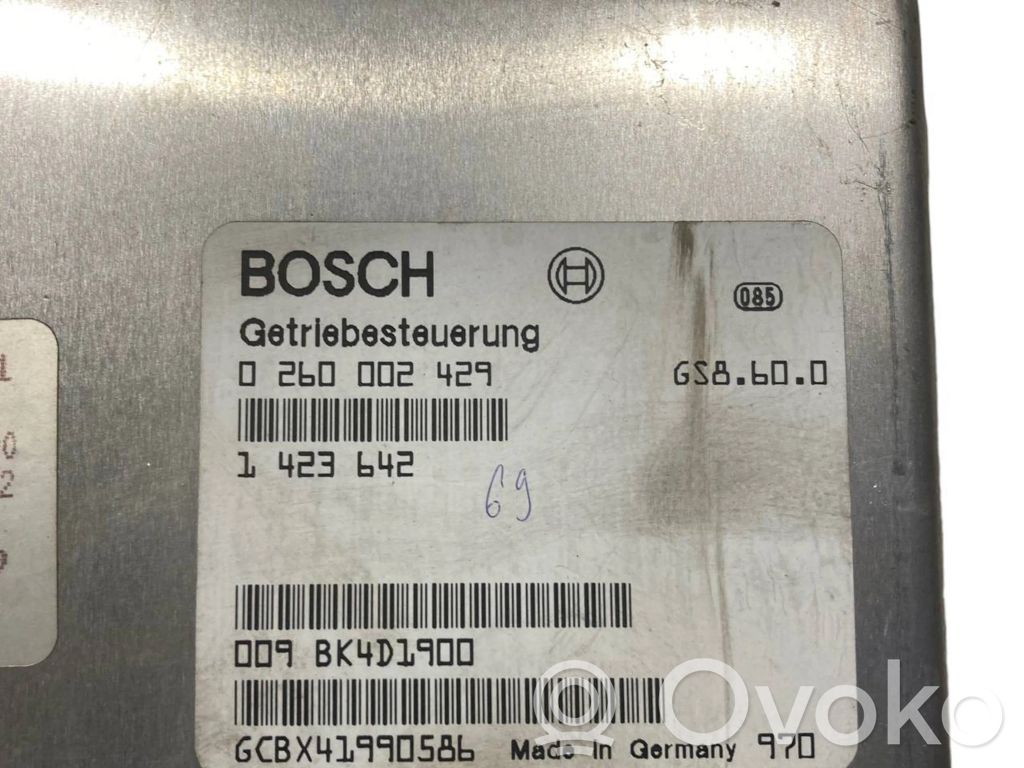 BOSCH
085
Getriebesteuerung
0 260 002 429 GS8.60.0
1 423 642
69
009 BK4D1900
GCBX41990586 Made in Germany 970
Ovoko